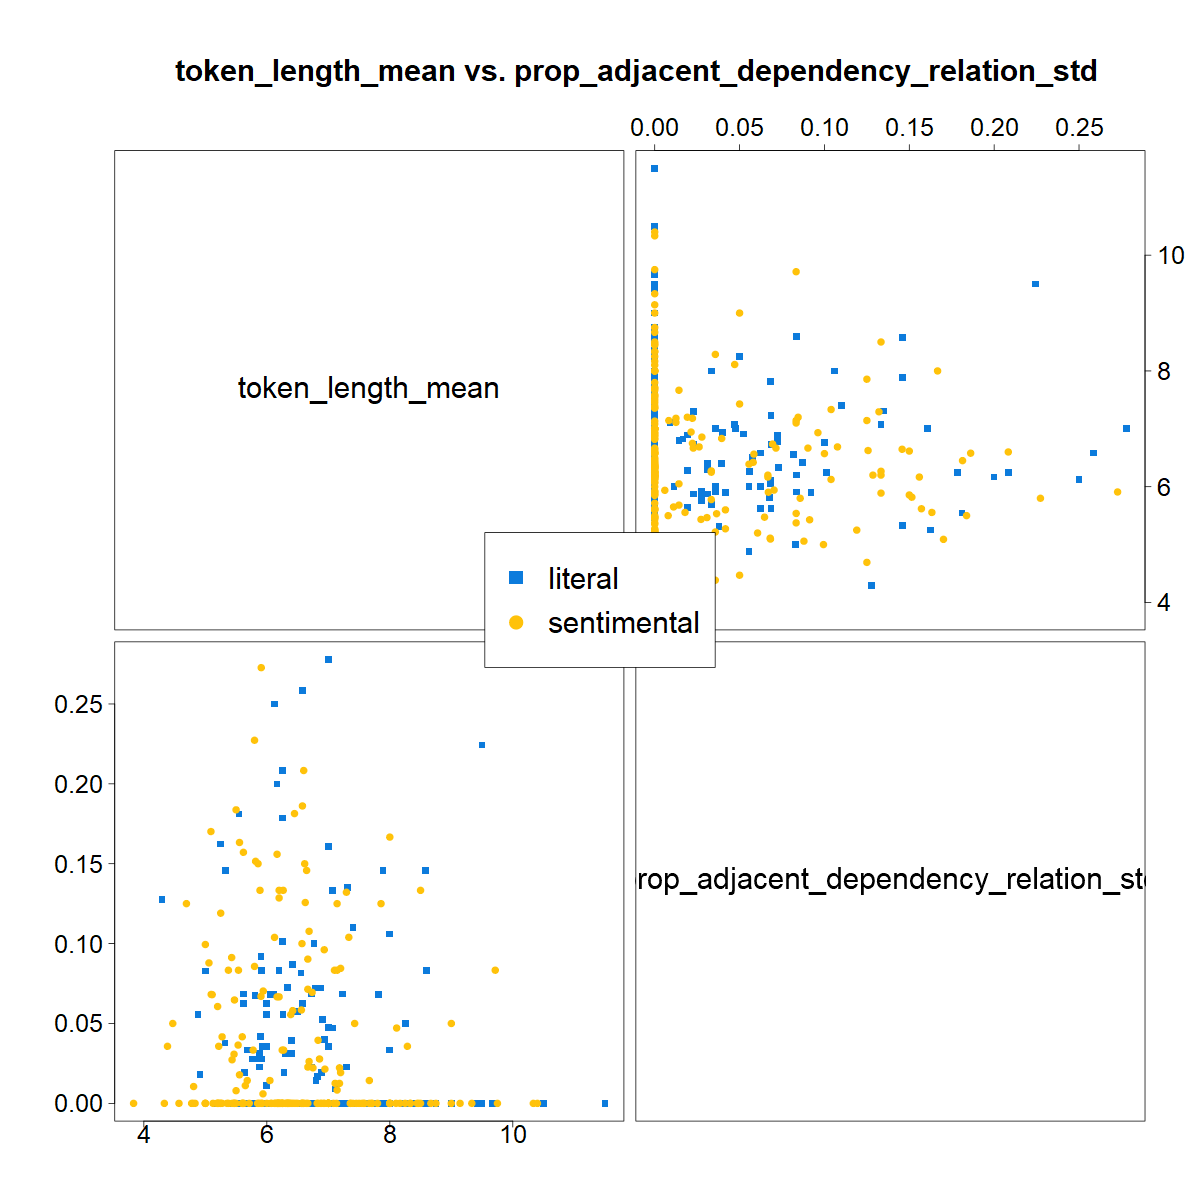 token_length_mean vs. prop_adjacent_dependency_relation_std
0.00 0.05 0.10 0.15 0.20 0.25
token_length_mean
10
8
6
4
literal
sentimental
0.25
0.20
0.15
0.10
0.05
0.00
prop_adjacent_dependency_relation_std
4 6 8 10